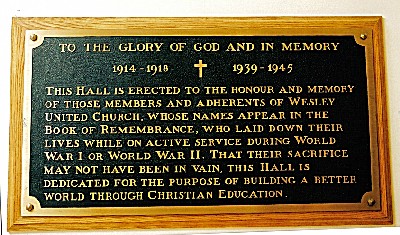 TO THE GLORY OF GOD AND IN MEMORY
1914-1918 ✝ 1939-1945
THIS HALL IS ERECTED TO THE HONOUR AND MEMORY
OF THOSE MEMBERS AND ADHERENTS OF WESLEY
UNITED CHURCH, WHOSE NAMES APPEAR IN THE
BOOK OF REMEMBRANCE, WHO LAID DOWN THEIR
LIVES WHILE ON ACTIVE SERVICE DURING WORLD
WAR I OR WORLD WAR II. THAT THEIR SACRIFICE
MAY NOT HAVE BEEN IN VAIN, THIS HALL IS
DEDICATED FOR THE PURPOSE OF BUILDING A BETTER
WORLD THROUGH CHRISTIAN EDUCATION.